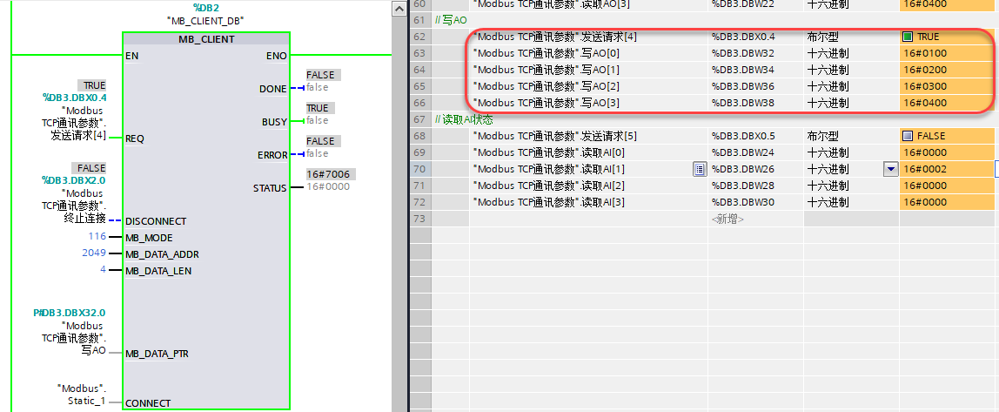 %DB2
"MB_CLIENT_DB"
MB_CLIENT
EN
ENO
FALSE
DONE
false
TRUE
%DB3.DBX0.4
"Modbus
TCP通讯参数".
发送请求[4]
REQ
TRUE
BUSY
false
FALSE
ERROR
false
16#7006
STATUS
16#0000
FALSE
%DB3.DBX2.0
"Modbus
TCP通讯参数".
终止连接
DISCONNECT
116
MB_MODE
2049
MB_DATA_ADDR
4
MB_DATA_LEN
P#DB3.DBX32.0
"Modbus
TCP通讯参数".
写AO
MB_DATA_PTR
"Modbus".
Static_1
CONNECT
60 "Modbus TCP通讯参数".读取AO[3] %DB3.DBW22 十六进制 16#0400
61 //写AO
62 "Modbus TCP通讯参数".发送请求[4] %DB3.DBX0.4 布尔型 TRUE
63 "Modbus TCP通讯参数".写AO[0] %DB3.DBW32 十六进制 16#0100
64 "Modbus TCP通讯参数".写AO[1] %DB3.DBW34 十六进制 16#0200
65 "Modbus TCP通讯参数".写AO[2] %DB3.DBW36 十六进制 16#0300
66 "Modbus TCP通讯参数".写AO[3] %DB3.DBW38 十六进制 16#0400
67 //读取AI状态
68 "Modbus TCP通讯参数".发送请求[5] %DB3.DBX0.5 布尔型 FALSE
69 "Modbus TCP通讯参数".读取AI[0] %DB3.DBW24 十六进制 16#0000
70 "Modbus TCP通讯参数".读取AI[1] %DB3.DBW26 十六进制 16#0002
71 "Modbus TCP通讯参数".读取AI[2] %DB3.DBW28 十六进制 16#0000
72 "Modbus TCP通讯参数".读取AI[3] %DB3.DBW30 十六进制 16#0000
73 <新增>